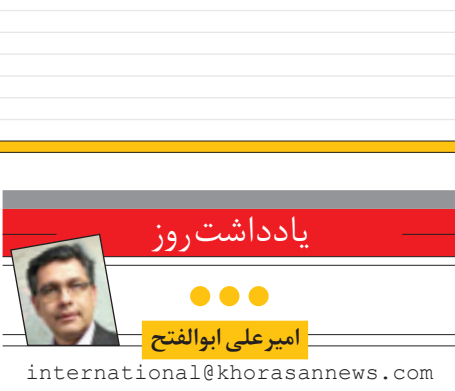 یادداشت روز
امیرعلی ابوالفتح
international@khorasannews.com